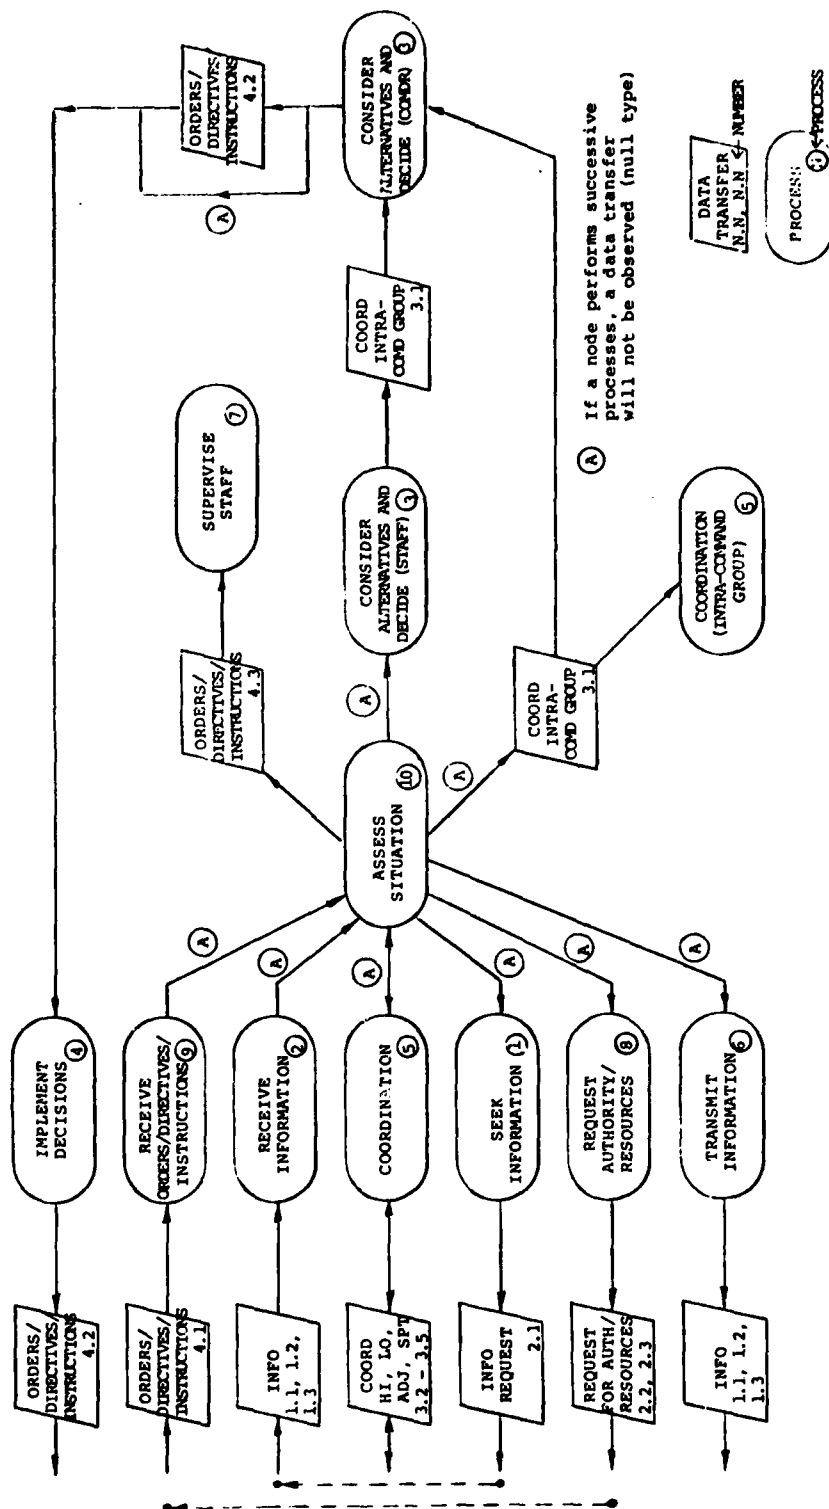 ORDERS/
DIRECTIVES/
INSTRUCTIONS
4.2
IMPLEMENT
DECISIONS
4
ORDERS/
DIRECTIVES/
INSTRUCTIONS
4.2
A
CONSIDER
ALTERNATIVES AND
DECIDE (COMDR)
3
ORDERS/
DIRECTIVES/
INSTRUCTIONS
4.1
RECEIVE
ORDERS/DIRECTIVES/
INSTRUCTIONS
9
A
ORDERS/
DIRECTIVES/
INSTRUCTIONS
4.3
SUPERVISE
STAFF
7
INFO
1.1, 1.2,
1.3
RECEIVE
INFORMATION
2
A
COORD
HI, LO,
ADJ, SPT
3.2 - 3.5
COORDINATION
5
A
ASSESS
SITUATION
10
A
CONSIDER
ALTERNATIVES AND
DECIDE (STAFF)
3
COORD
INTRA-
COMD GROUP
3.1
INFO
REQUEST
2.1
SEEK
INFORMATION
1
A
A
COORD
INTRA-
COMD GROUP
3.1
REQUEST
FOR AUTH/
RESOURCES
2.2, 2.3
REQUEST
AUTHORITY/
RESOURCES
8
A
COORDINATION
(INTRA-COMMAND
GROUP)
5
INFO
1.1, 1.2,
1.3
TRANSMIT
INFORMATION
6
A
A If a node performs successive
processes, a data transfer
will not be observed (null type)
DATA
TRANSFER
N.N, N.N ← NUMBER
PROCESS
←PROCESS